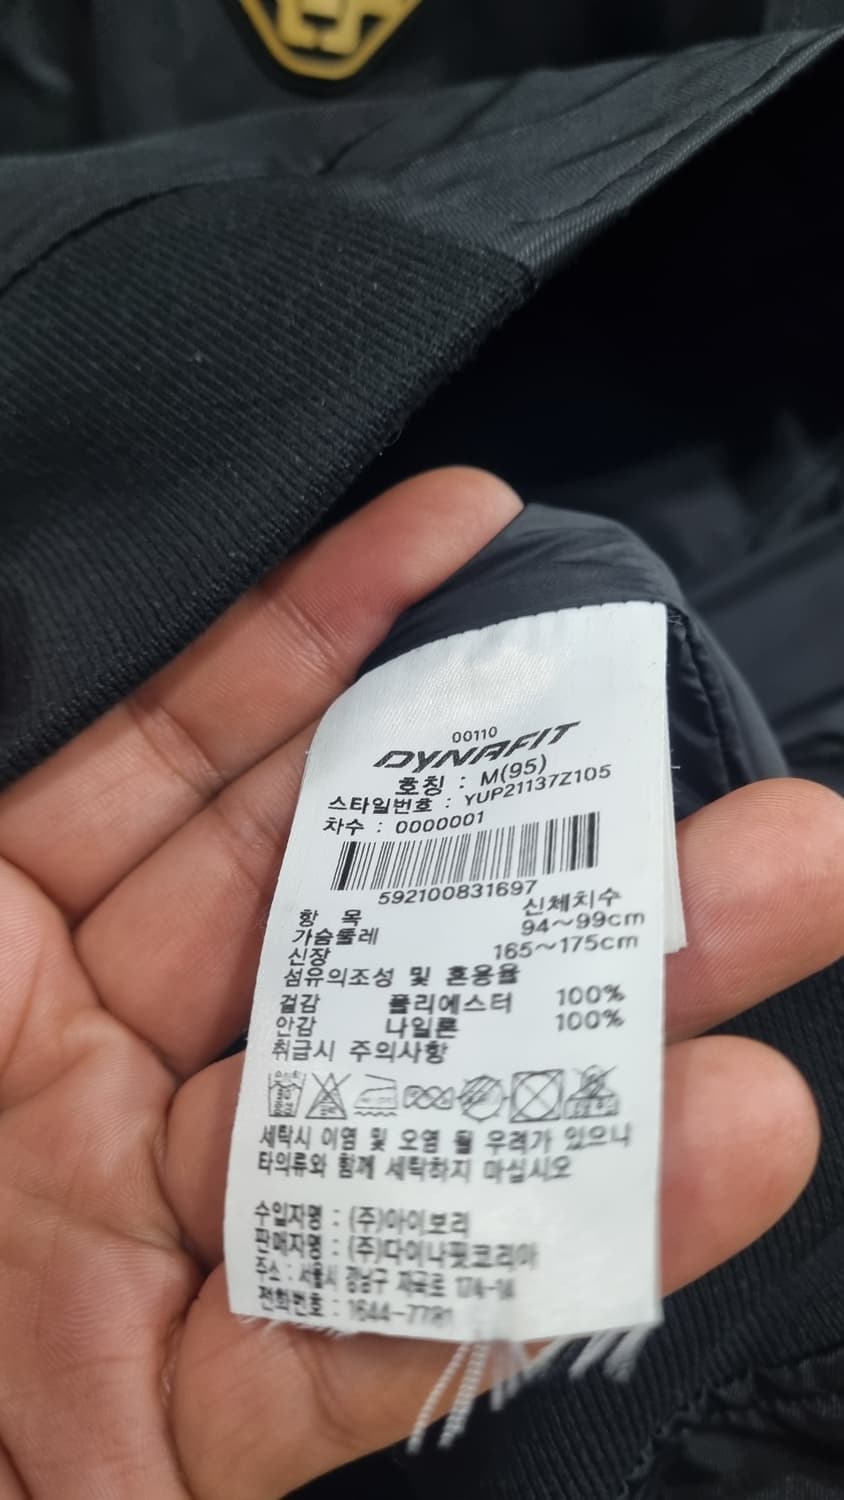 00110
DYNAFIT
호칭 : M(95)
스타일번호 : YUP21137Z105
차수 : 0000001
592100831697
항 목 신체치수
가슴둘레 94~99cm
신장 165~175cm
섬유의조성 및 혼용율
겉감 폴리에스터 100%
안감 나일론 100%
취급시 주의사항
세탁시 이염 및 오염 될 우려가 있으니
타의류와 함께 세탁하지 마십시오
수입자명 : (주)아이보리
판매자명 : (주)다이나핏코리아
주소 : 서울시 강남구 자곡로 174-14
전화번호 : 1644-7781